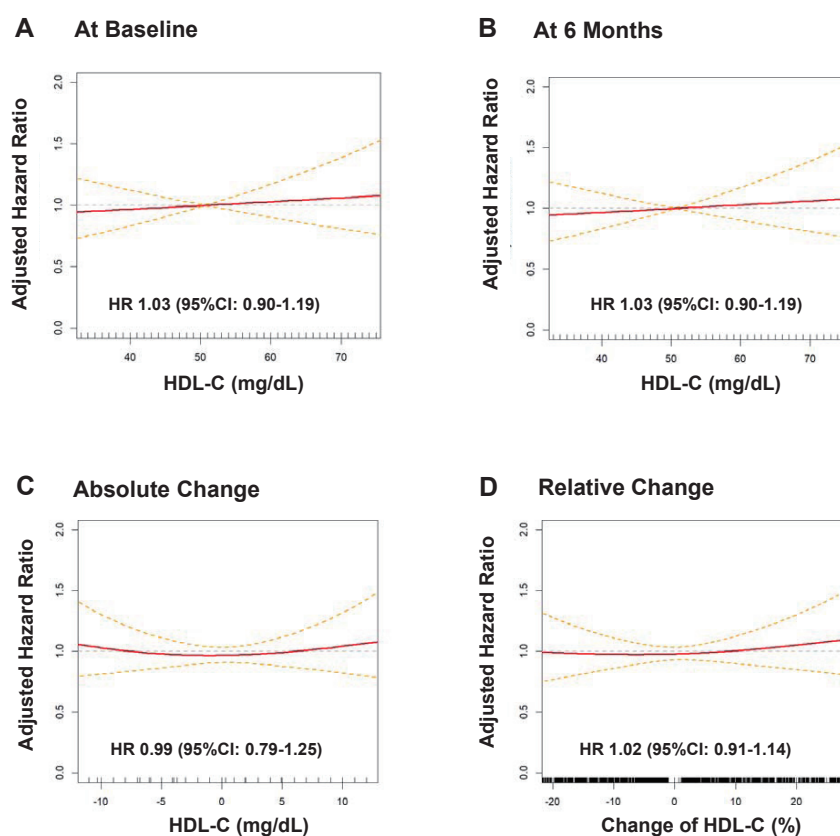 A At Baseline
Adjusted Hazard Ratio
2.0
1.5
1.0
0.5
0.0
HR 1.03 (95%CI: 0.90-1.19)
40 50 60 70
HDL-C (mg/dL)
B At 6 Months
Adjusted Hazard Ratio
2.0
1.5
1.0
0.5
0.0
HR 1.03 (95%CI: 0.90-1.19)
40 50 60 70
HDL-C (mg/dL)
C Absolute Change
Adjusted Hazard Ratio
2.0
1.5
1.0
0.5
0.0
HR 0.99 (95%CI: 0.79-1.25)
-10 -5 0 5 10
HDL-C (mg/dL)
D Relative Change
Adjusted Hazard Ratio
2.0
1.5
1.0
0.5
0.0
HR 1.02 (95%CI: 0.91-1.14)
-20 -10 0 10 20
Change of HDL-C (%)